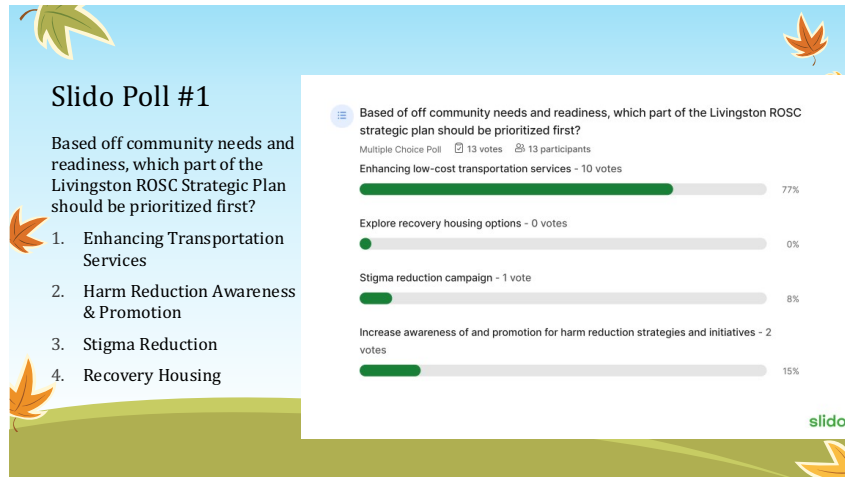 Slido Poll #1
Based off community needs and
readiness, which part of the
Livingston ROSC Strategic Plan
should be prioritized first?
1. Enhancing Transportation
Services
2. Harm Reduction Awareness
& Promotion
3. Stigma Reduction
4. Recovery Housing
Based of off community needs and readiness, which part of the Livingston ROSC
strategic plan should be prioritized first?
Multiple Choice Poll 13 votes 13 participants
Enhancing low-cost transportation services - 10 votes
77%
Explore recovery housing options - 0 votes
0%
Stigma reduction campaign - 1 vote
8%
Increase awareness of and promotion for harm reduction strategies and initiatives - 2
votes
15%
slido